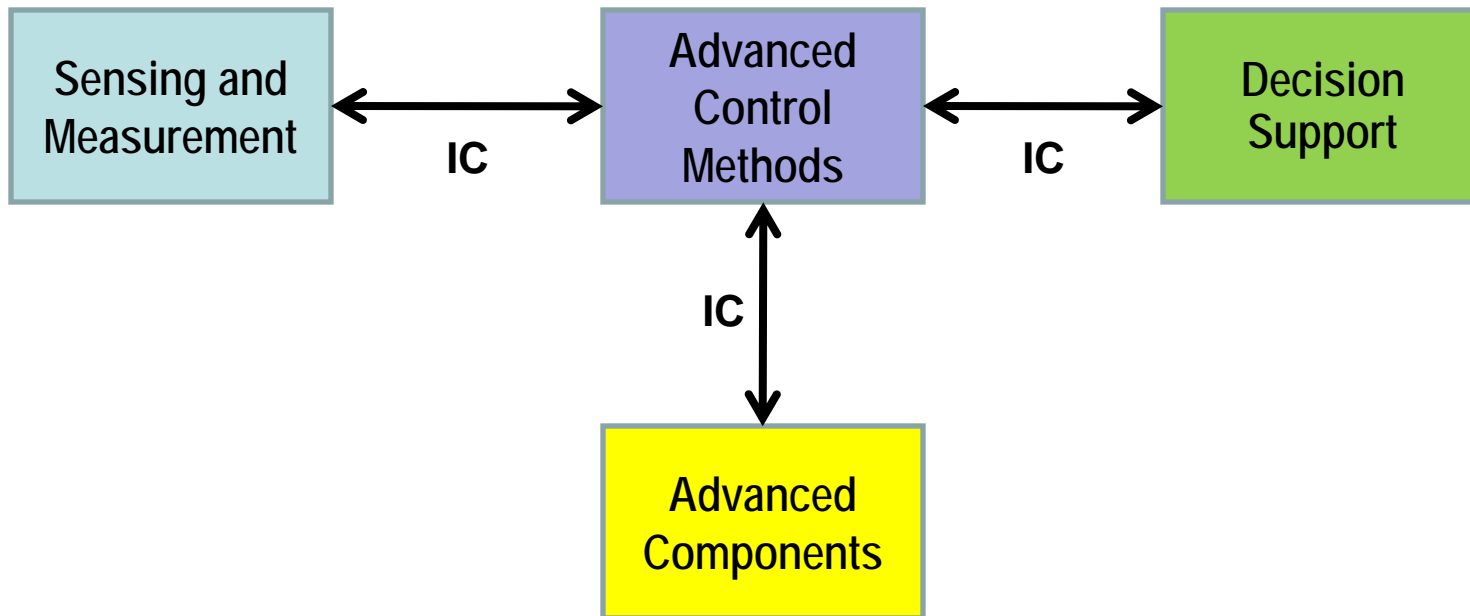 Sensing and
Measurement
IC
Advanced
Control
Methods
IC
Decision
Support
IC
Advanced
Components